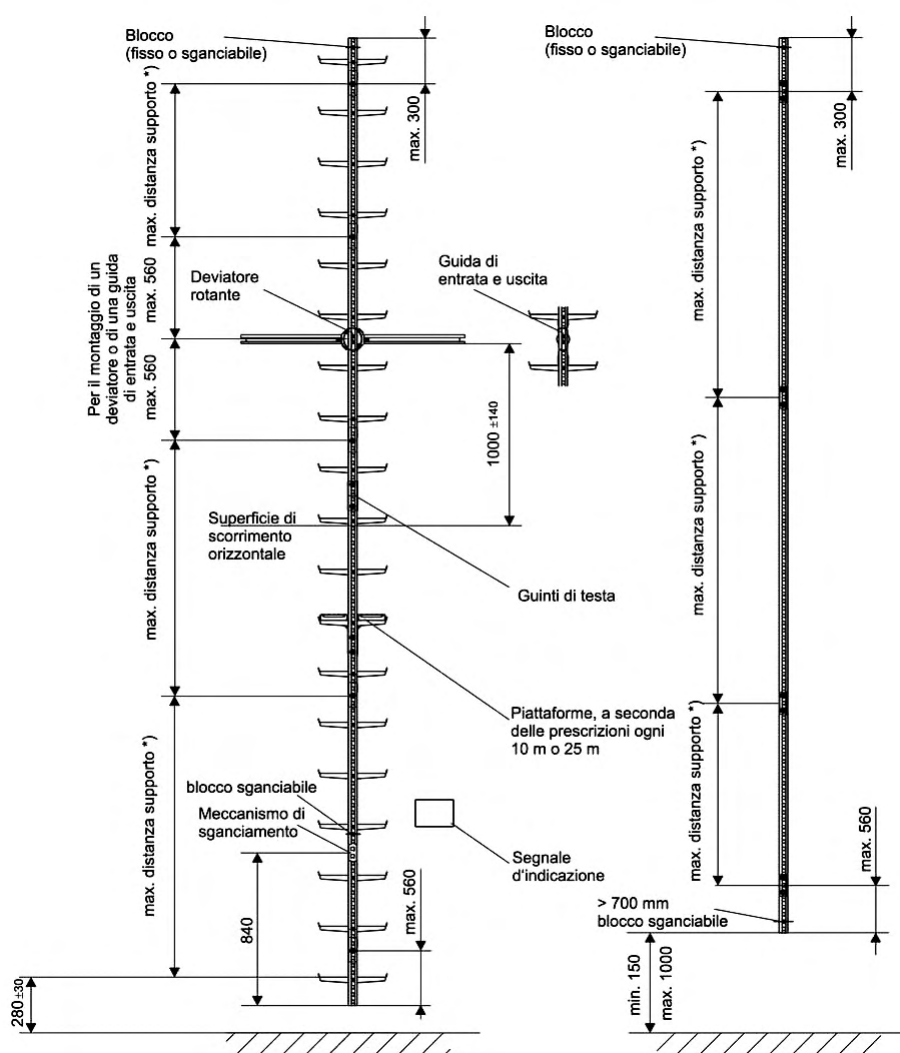 Blocco
(fisso o sganciabile)
max. 300
max. distanza supporto *)
max. 560
Per il montaggio di un
deviatore o di una guida
di entrata e uscita
max. 560
Deviatore
rotante
Guida di
entrata e uscita
1000 ±140
Superficie di
scorrimento
orizzontale
max. distanza supporto *)
Guinti di testa
Piattaforme, a seconda
delle prescrizioni ogni
10 m o 25 m
max. distanza supporto *)
blocco sganciabile
Meccanismo di
sganciamento
Segnale
d'indicazione
840
max. 560
280±30
Blocco
(fisso o sganciabile)
max. 300
max. distanza supporto *)
max. distanza supporto *)
max. distanza supporto *)
max. 560
> 700 mm
blocco sganciabile
min. 150
max. 1000